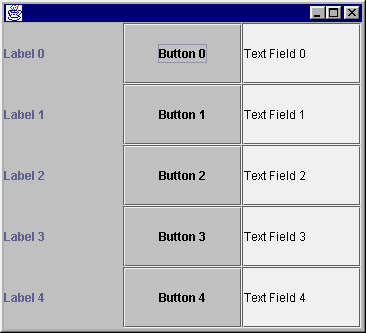 Label 0 Button 0 Text Field 0
Label 1 Button 1 Text Field 1
Label 2 Button 2 Text Field 2
Label 3 Button 3 Text Field 3
Label 4 Button 4 Text Field 4